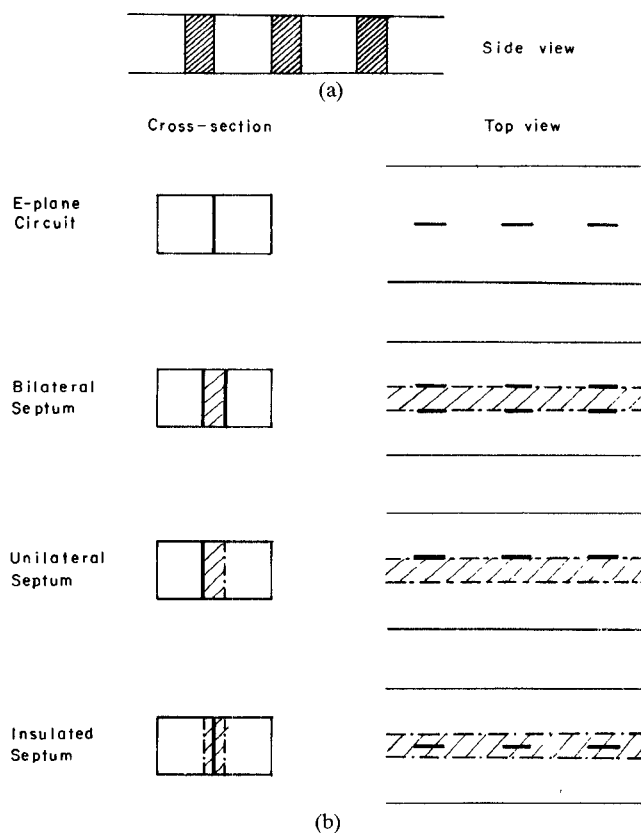 Side view
(a)
Cross-section
Top view
E-plane
Circuit
Bilateral
Septum
Unilateral
Septum
Insulated
Septum
(b)